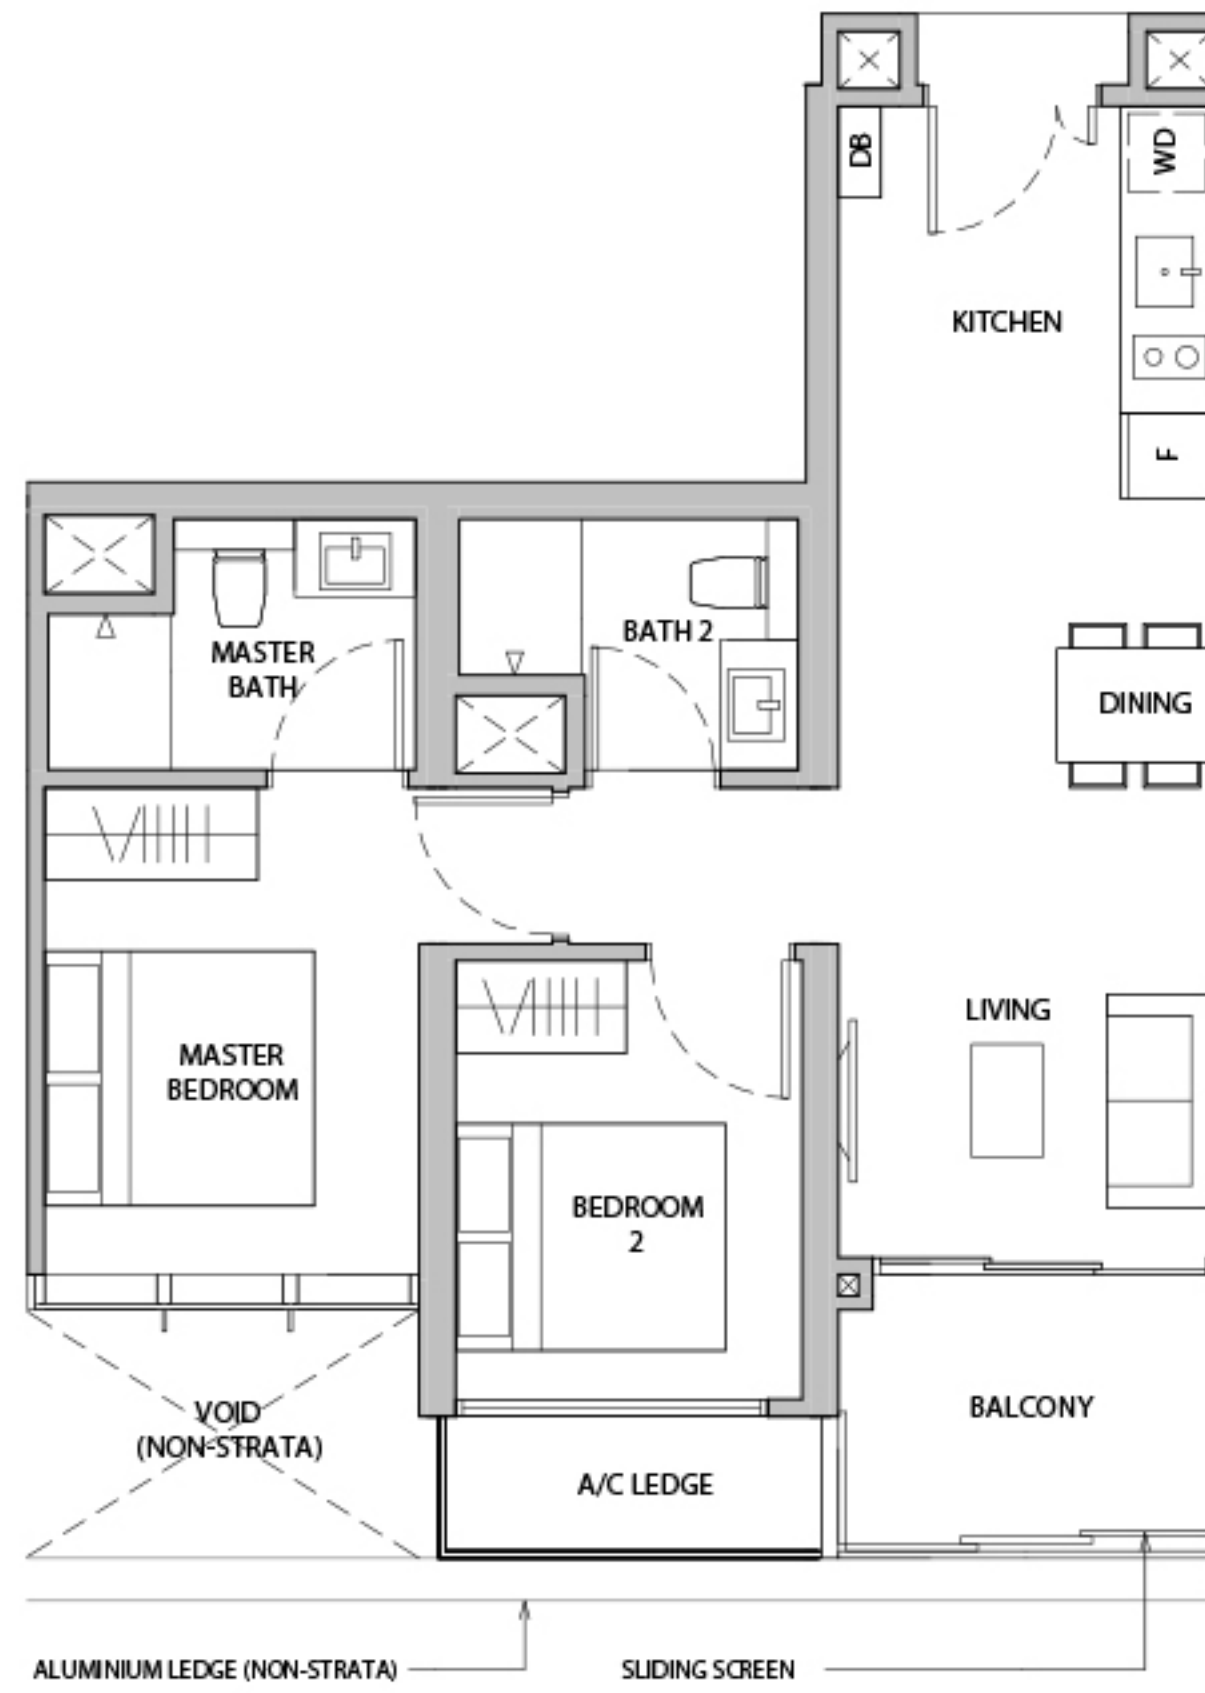 DB
WD
KITCHEN
F
MASTER
BATH
BATH 2
DINING
LIVING
MASTER
BEDROOM
BEDROOM
2
VOID
(NON-STRATA)
BALCONY
A/C LEDGE
ALUMINIUM LEDGE (NON-STRATA)
SLIDING SCREEN